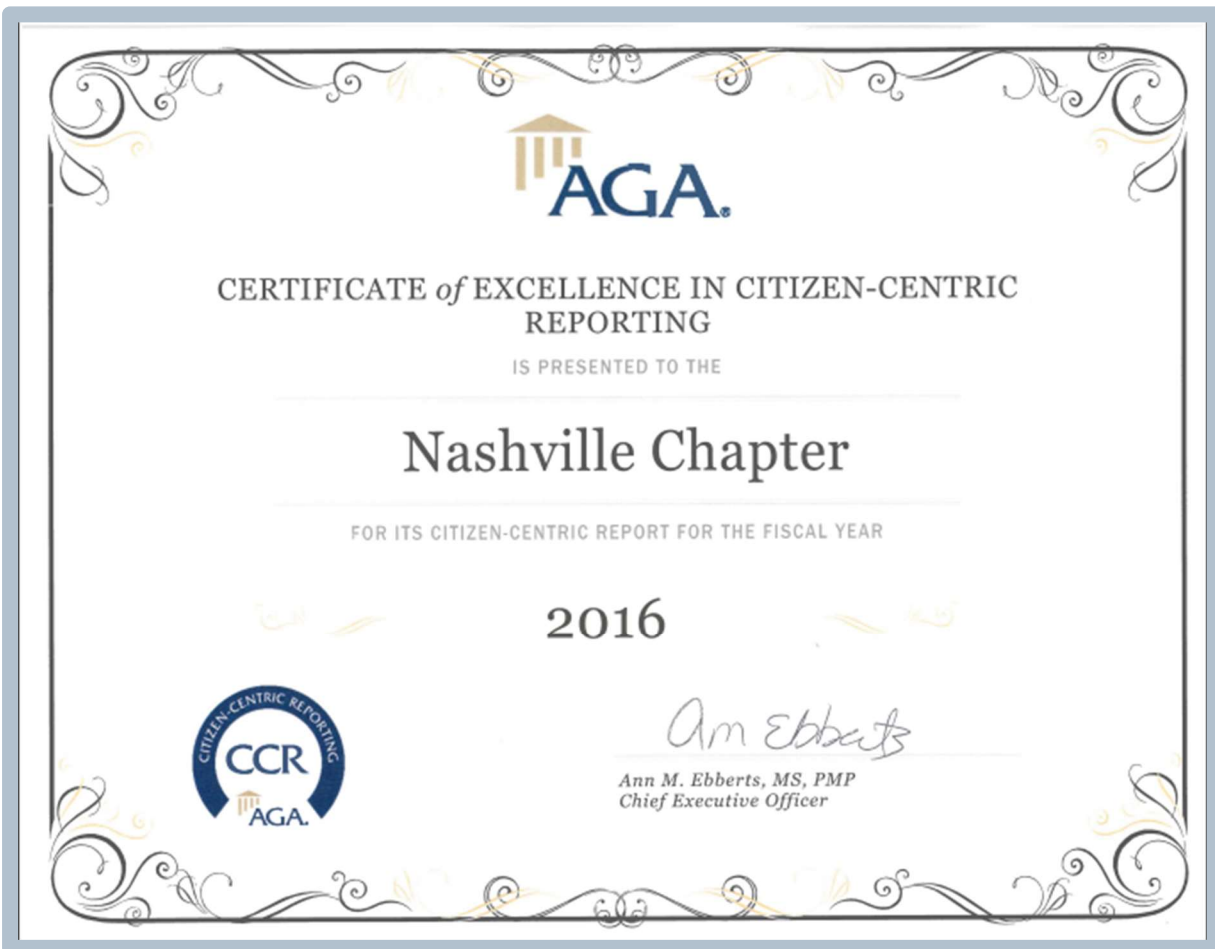 AGA®
CERTIFICATE of EXCELLENCE IN CITIZEN-CENTRIC
REPORTING
IS PRESENTED TO THE
Nashville Chapter
FOR ITS CITIZEN-CENTRIC REPORT FOR THE FISCAL YEAR
2016
CITIZEN-CENTRIC REPORTING
CCR
AGA.
Ann Ebberts
Ann M. Ebberts, MS, PMP
Chief Executive Officer